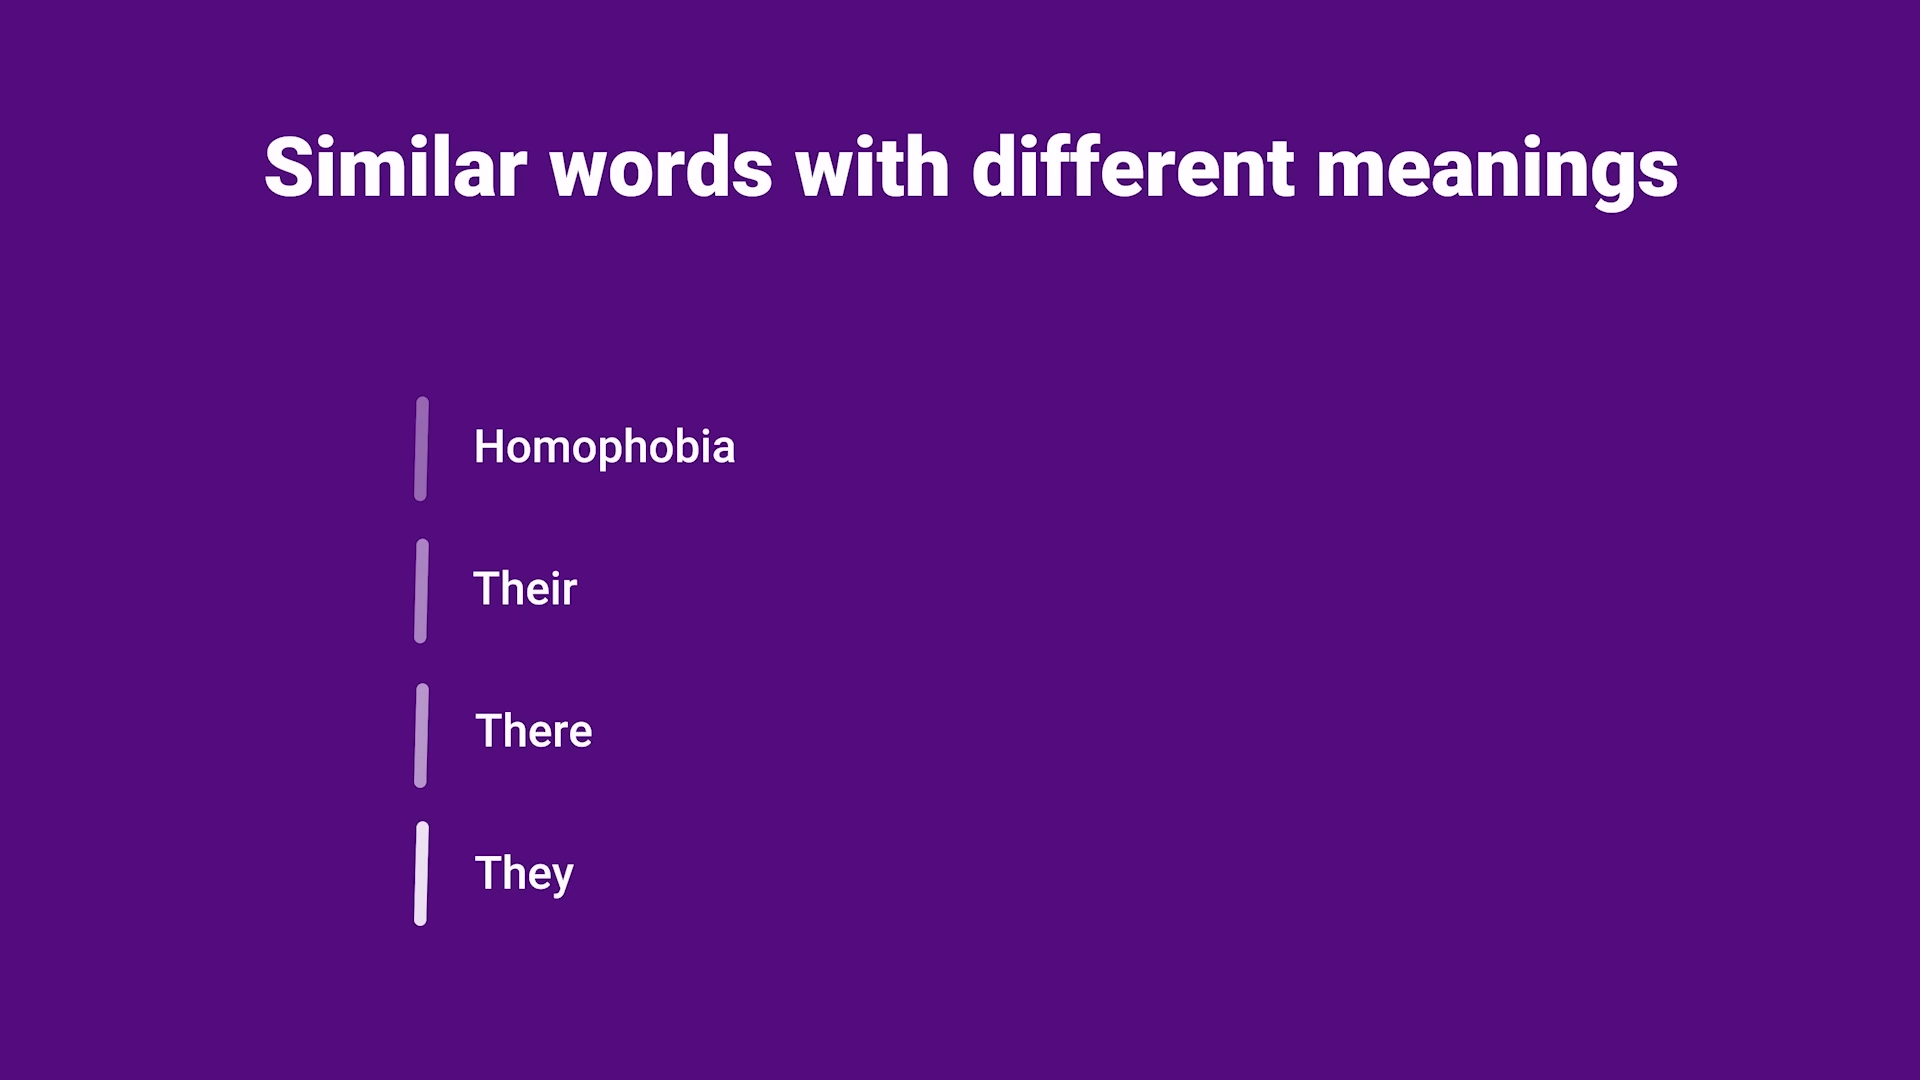 Similar words with different meanings
Homophobia
Their
There
They